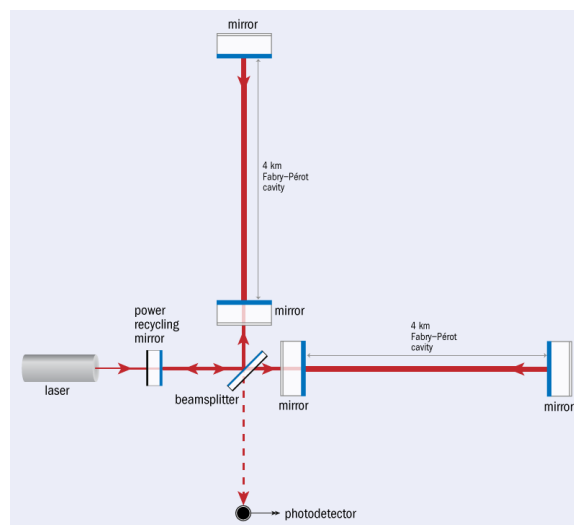 mirror
4 km
Fabry–Pérot
cavity
power
recycling
mirror
mirror
4 km
Fabry–Pérot
cavity
laser
beamsplitter
mirror
mirror
photodetector